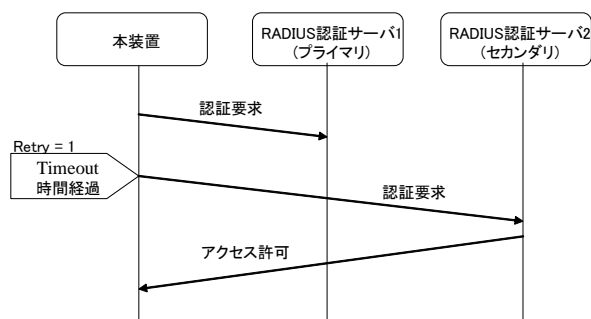 本装置
RADIUS認証サーバ1
(プライマリ)
RADIUS認証サーバ2
(セカンダリ)
認証要求
Retry = 1
Timeout
時間経過
認証要求
アクセス許可